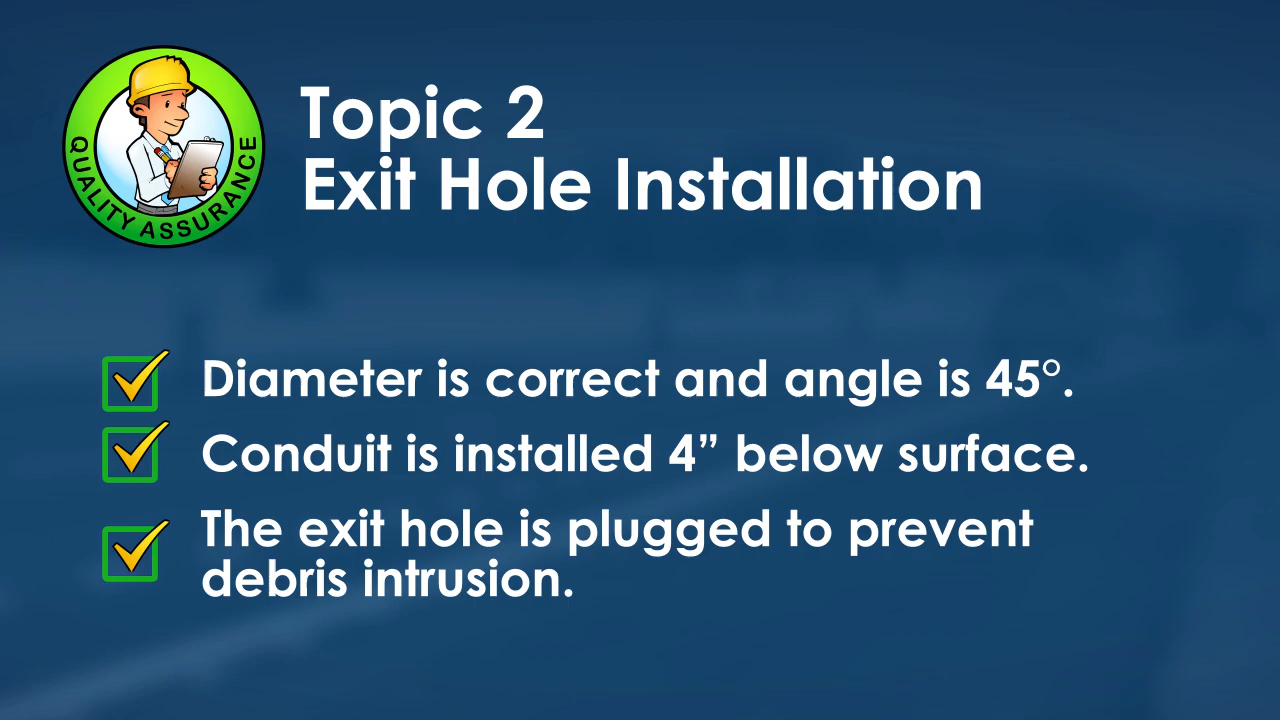 QUALITY ASSURANCE
Topic 2
Exit Hole Installation
Diameter is correct and angle is 45°.
Conduit is installed 4” below surface.
The exit hole is plugged to prevent
debris intrusion.